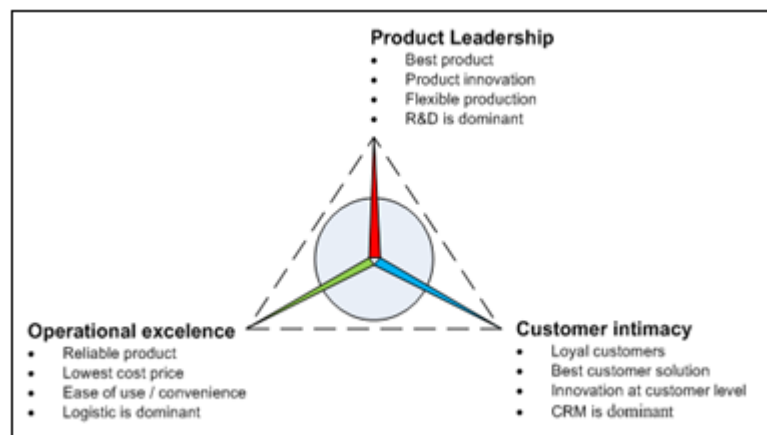 Product Leadership
• Best product
• Product innovation
• Flexible production
• R&D is dominant
Operational excelence
• Reliable product
• Lowest cost price
• Ease of use / convenience
• Logistic is dominant
Customer intimacy
• Loyal customers
• Best customer solution
• Innovation at customer level
• CRM is dominant